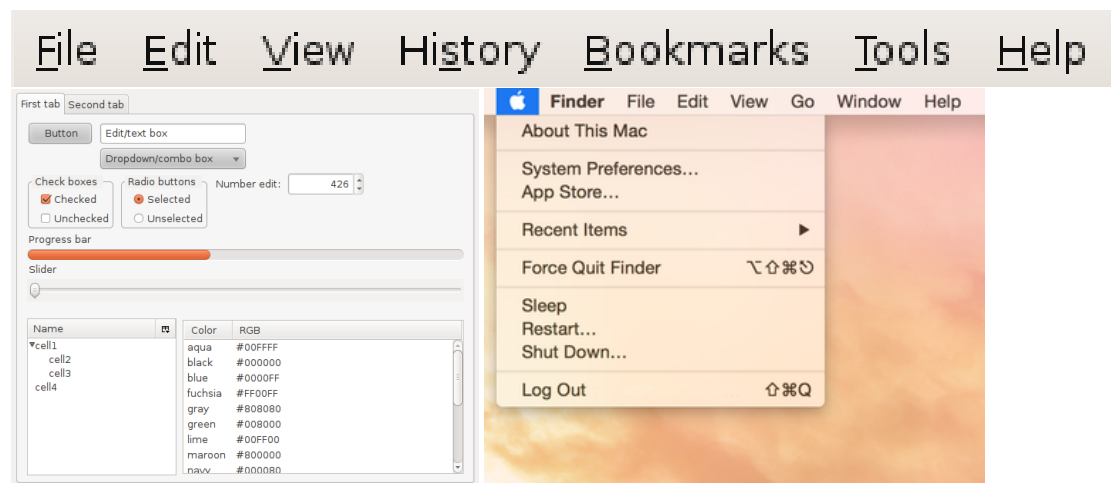 File Edit View History Bookmarks Tools Help
First tab Second tab
Button Edit/text box
Dropdown/combo box
Check boxes Radio buttons Number edit: 426
Checked Selected
Unchecked Unselected
Progress bar
Slider
Name
cell1
cell2
cell3
cell4
Color RGB
aqua #00FFFF
black #000000
blue #0000FF
fuchsia #FF00FF
gray #808080
green #008000
lime #00FF00
maroon #800000
navy #000080
Finder File Edit View Go Window Help
About This Mac
System Preferences...
App Store...
Recent Items ▶
Force Quit Finder ⌥⇧⌘⎋
Sleep
Restart...
Shut Down...
Log Out ⇧⌘Q